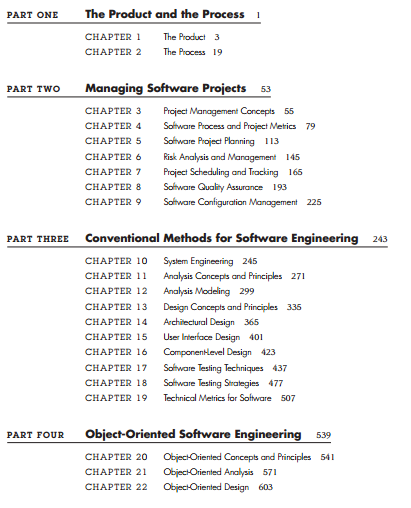 PART ONE The Product and the Process 1
CHAPTER 1 The Product 3
CHAPTER 2 The Process 19
PART TWO Managing Software Projects 53
CHAPTER 3 Project Management Concepts 55
CHAPTER 4 Software Process and Project Metrics 79
CHAPTER 5 Software Project Planning 113
CHAPTER 6 Risk Analysis and Management 145
CHAPTER 7 Project Scheduling and Tracking 165
CHAPTER 8 Software Quality Assurance 193
CHAPTER 9 Software Configuration Management 225
PART THREE Conventional Methods for Software Engineering 243
CHAPTER 10 System Engineering 245
CHAPTER 11 Analysis Concepts and Principles 271
CHAPTER 12 Analysis Modeling 299
CHAPTER 13 Design Concepts and Principles 335
CHAPTER 14 Architectural Design 365
CHAPTER 15 User Interface Design 401
CHAPTER 16 Component-Level Design 423
CHAPTER 17 Software Testing Techniques 437
CHAPTER 18 Software Testing Strategies 477
CHAPTER 19 Technical Metrics for Software 507
PART FOUR Object-Oriented Software Engineering 539
CHAPTER 20 Object-Oriented Concepts and Principles 541
CHAPTER 21 Object-Oriented Analysis 571
CHAPTER 22 Object-Oriented Design 603